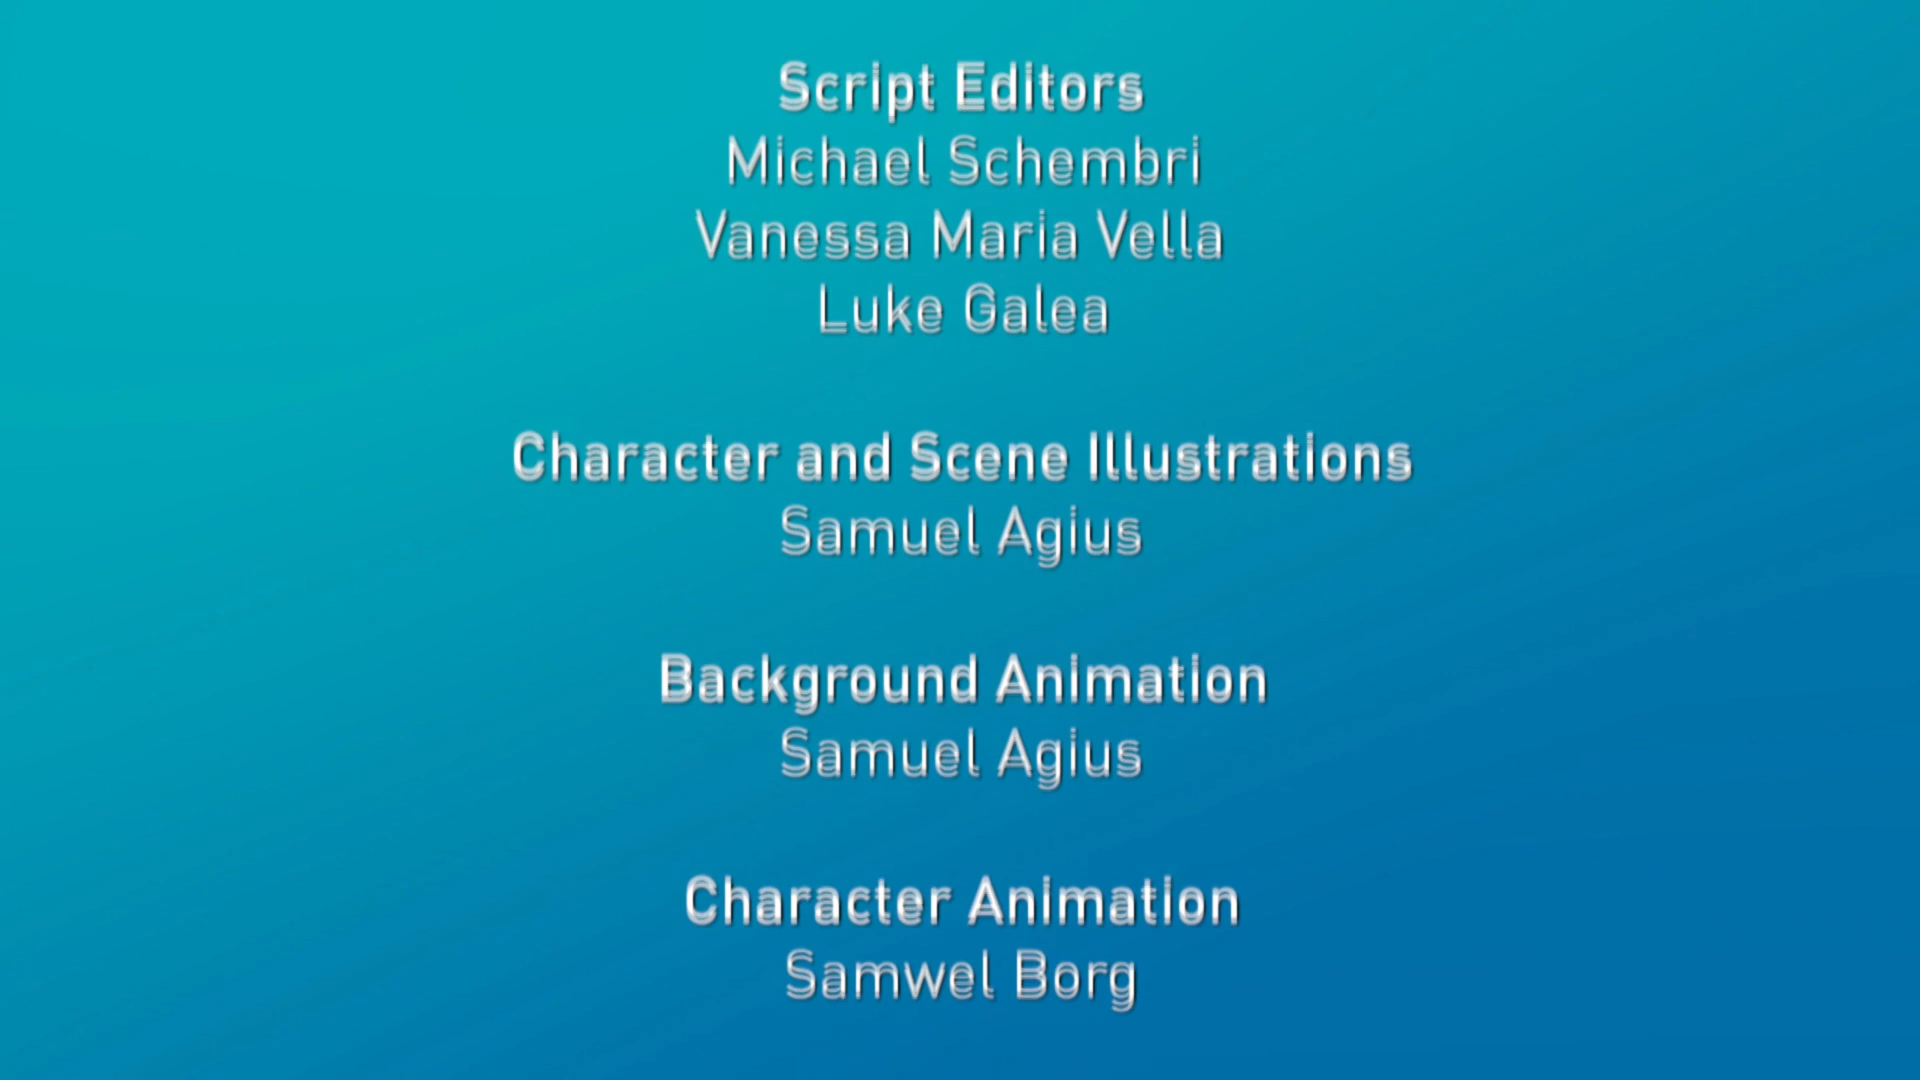 Script Editors
Michael Schembri
Vanessa Maria Vella
Luke Galea
Character and Scene Illustrations
Samuel Agius
Background Animation
Samuel Agius
Character Animation
Samwel Borg